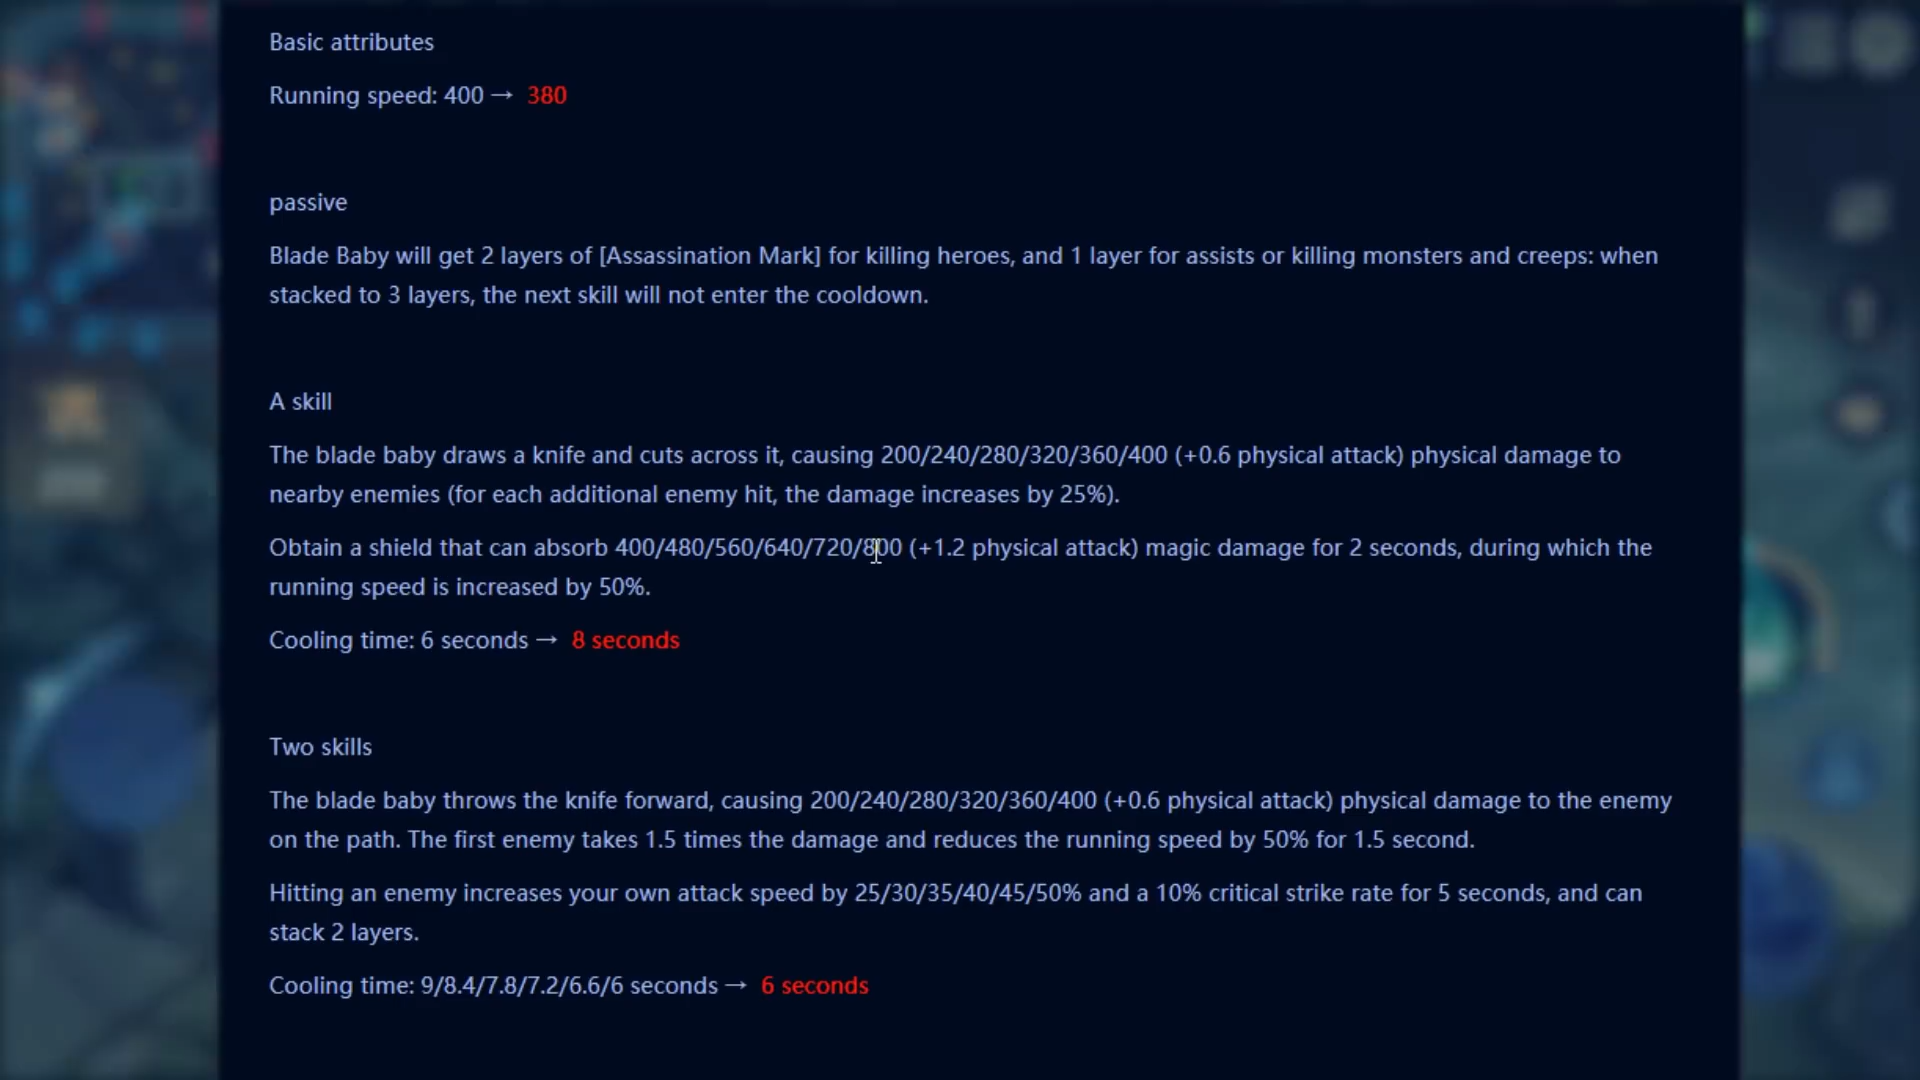 Basic attributes
Running speed: 400 → 380
passive
Blade Baby will get 2 layers of [Assassination Mark] for killing heroes, and 1 layer for assists or killing monsters and creeps: when
stacked to 3 layers, the next skill will not enter the cooldown.
A skill
The blade baby draws a knife and cuts across it, causing 200/240/280/320/360/400 (+0.6 physical attack) physical damage to
nearby enemies (for each additional enemy hit, the damage increases by 25%).
Obtain a shield that can absorb 400/480/560/640/720/800 (+1.2 physical attack) magic damage for 2 seconds, during which the
running speed is increased by 50%.
Cooling time: 6 seconds → 8 seconds
Two skills
The blade baby throws the knife forward, causing 200/240/280/320/360/400 (+0.6 physical attack) physical damage to the enemy
on the path. The first enemy takes 1.5 times the damage and reduces the running speed by 50% for 1.5 second.
Hitting an enemy increases your own attack speed by 25/30/35/40/45/50% and a 10% critical strike rate for 5 seconds, and can
stack 2 layers.
Cooling time: 9/8.4/7.8/7.2/6.6/6 seconds → 6 seconds